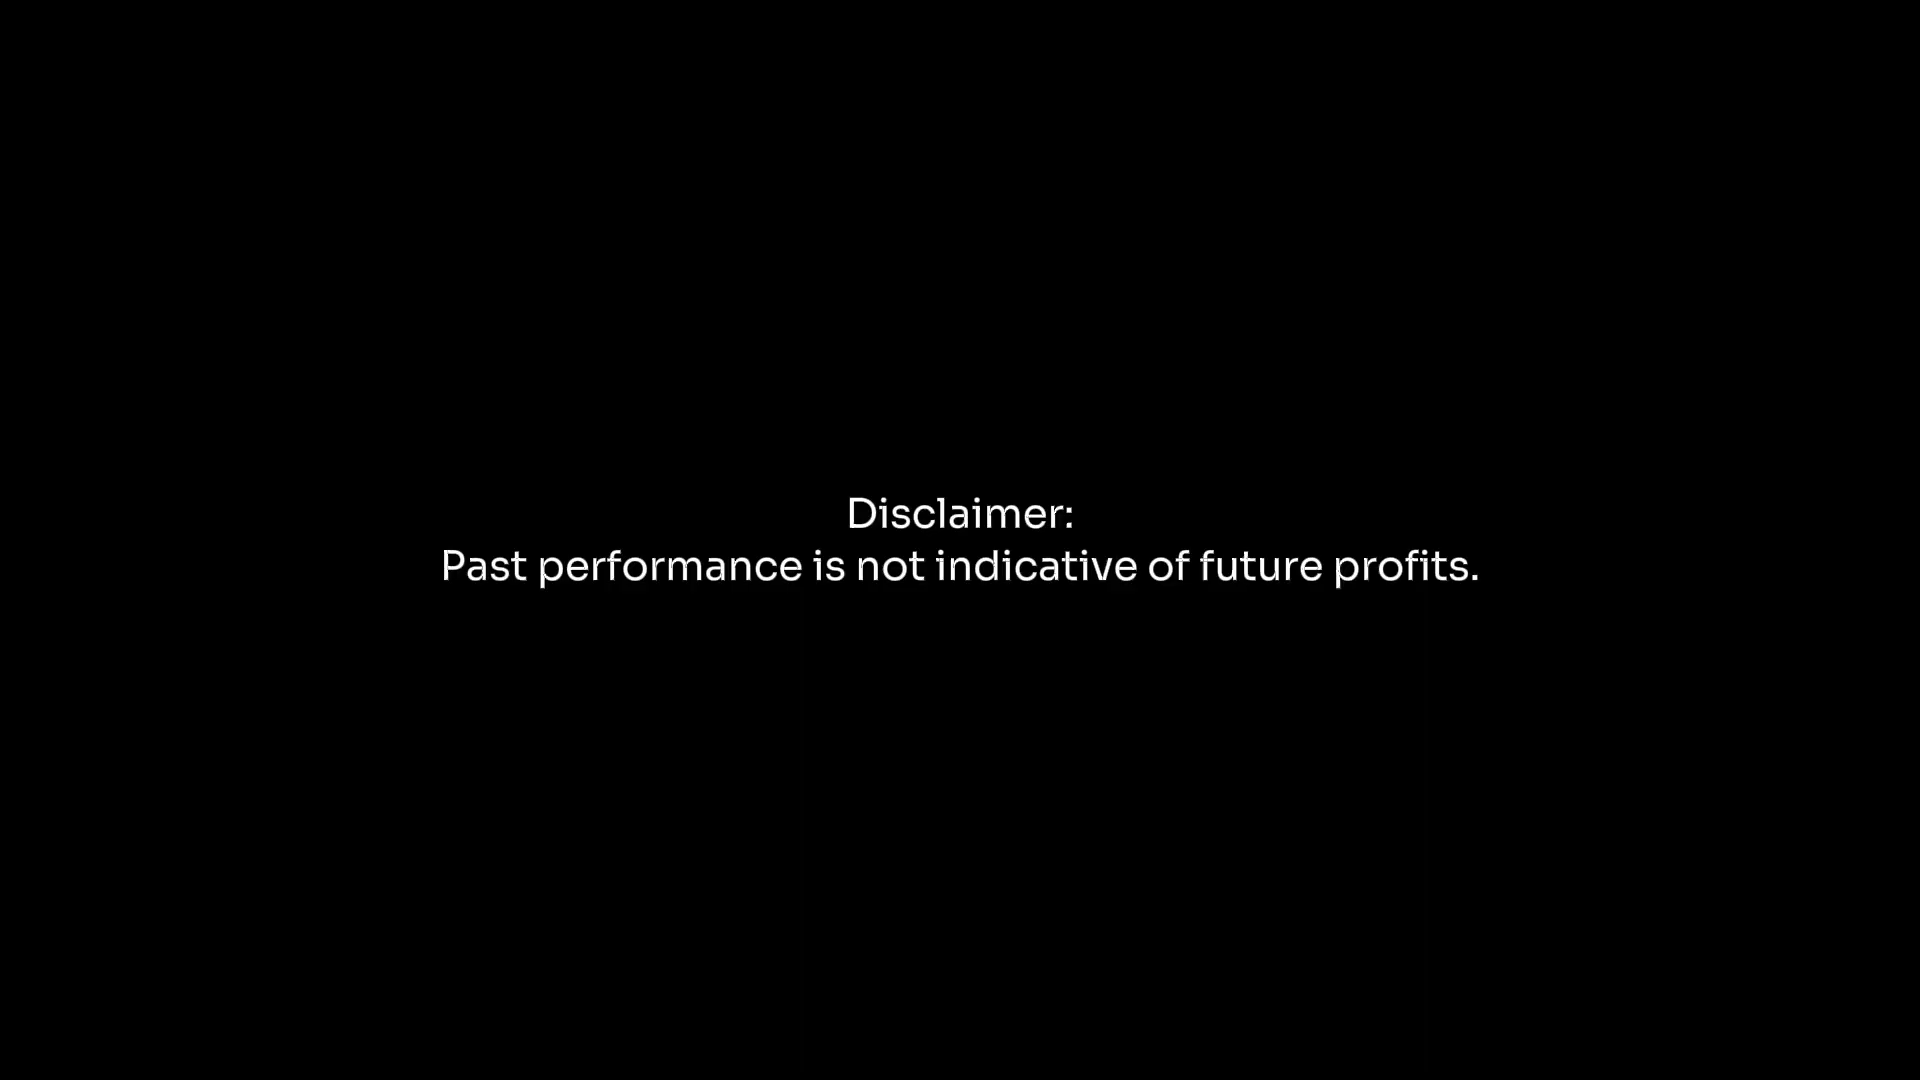 Disclaimer:
Past performance is not indicative of future profits.